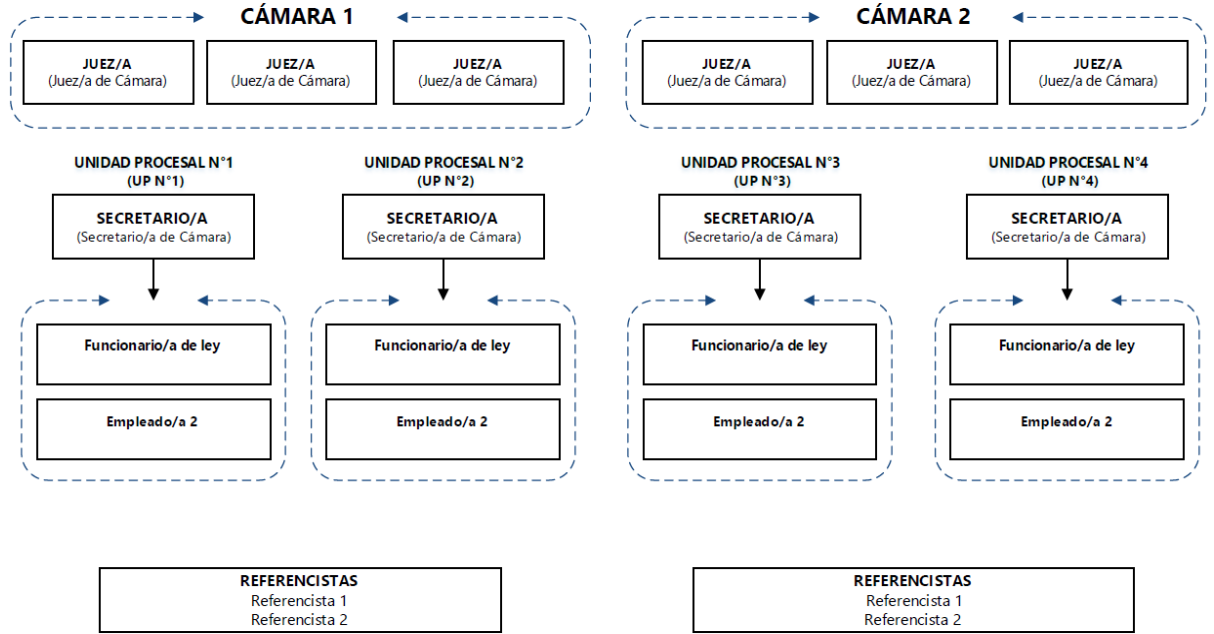 CÁMARA 1
JUEZ/A
(Juez/a de Cámara)
JUEZ/A
(Juez/a de Cámara)
JUEZ/A
(Juez/a de Cámara)
CÁMARA 2
JUEZ/A
(Juez/a de Cámara)
JUEZ/A
(Juez/a de Cámara)
JUEZ/A
(Juez/a de Cámara)
UNIDAD PROCESAL N°1
(UP N°1)
SECRETARIO/A
(Secretario/a de Cámara)
Funcionario/a de ley
Empleado/a 2
UNIDAD PROCESAL N°2
(UP N°2)
SECRETARIO/A
(Secretario/a de Cámara)
Funcionario/a de ley
Empleado/a 2
UNIDAD PROCESAL N°3
(UP N°3)
SECRETARIO/A
(Secretario/a de Cámara)
Funcionario/a de ley
Empleado/a 2
UNIDAD PROCESAL N°4
(UP N°4)
SECRETARIO/A
(Secretario/a de Cámara)
Funcionario/a de ley
Empleado/a 2
REFERENCISTAS
Referencista 1
Referencista 2
REFERENCISTAS
Referencista 1
Referencista 2